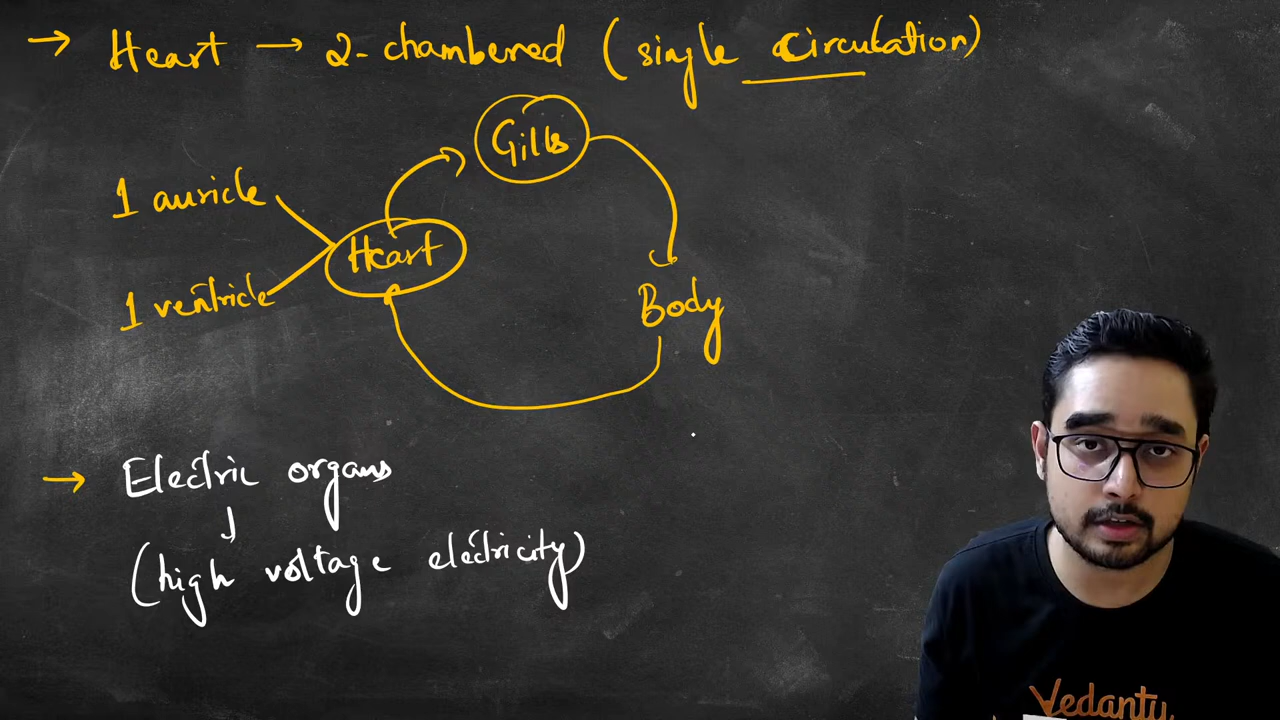 → Heart → 2-chambered (single circulation)
Gills
1 auricle
Heart
1 ventricle
Body
→ Electric organs
↓
(high voltage electricity)
Vedantu